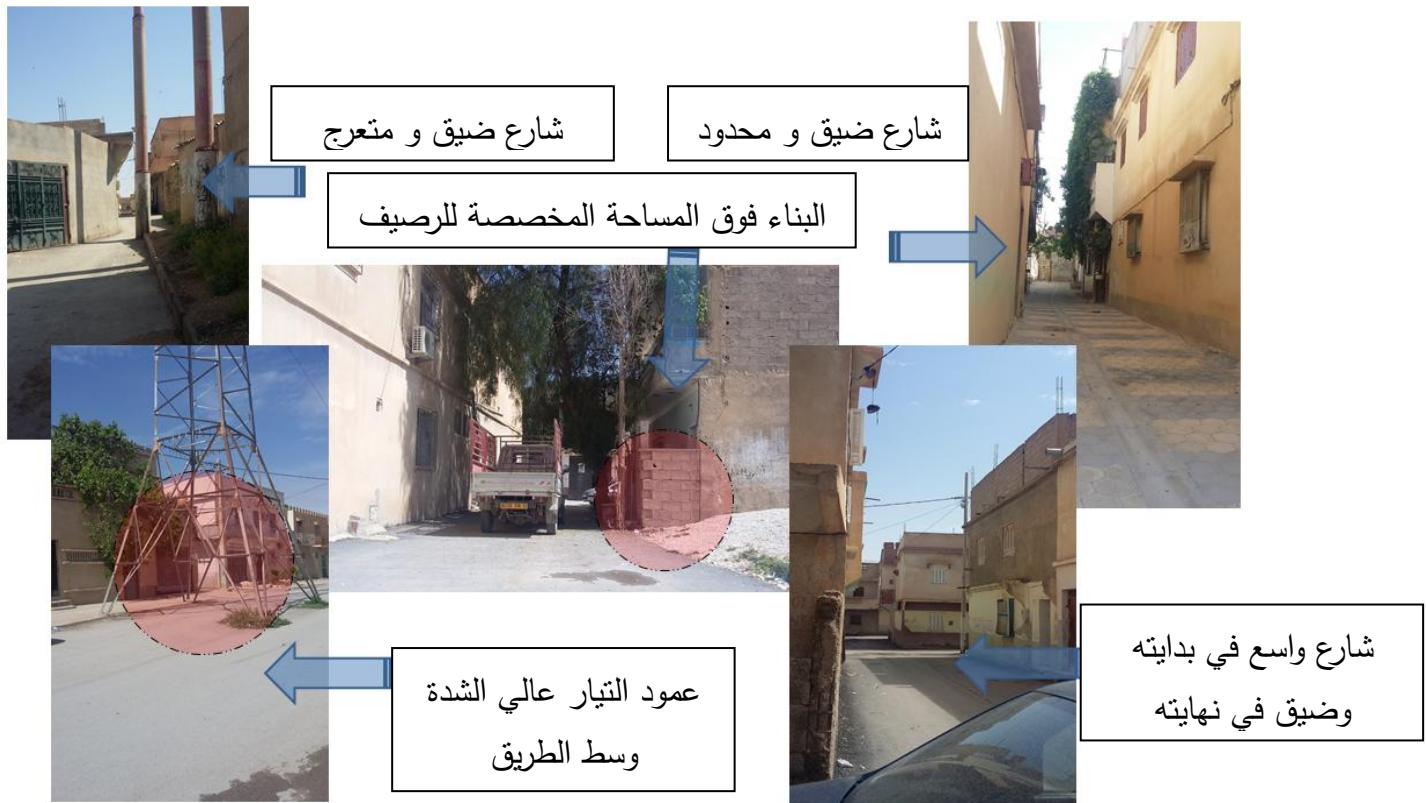 شارع ضيق و محدود
شارع ضيق و متعرج
البناء فوق المساحة المخصصة للرصيف
شارع واسع في بدايته
وضيق في نهايته
عمود التيار عالي الشدة
وسط الطريق